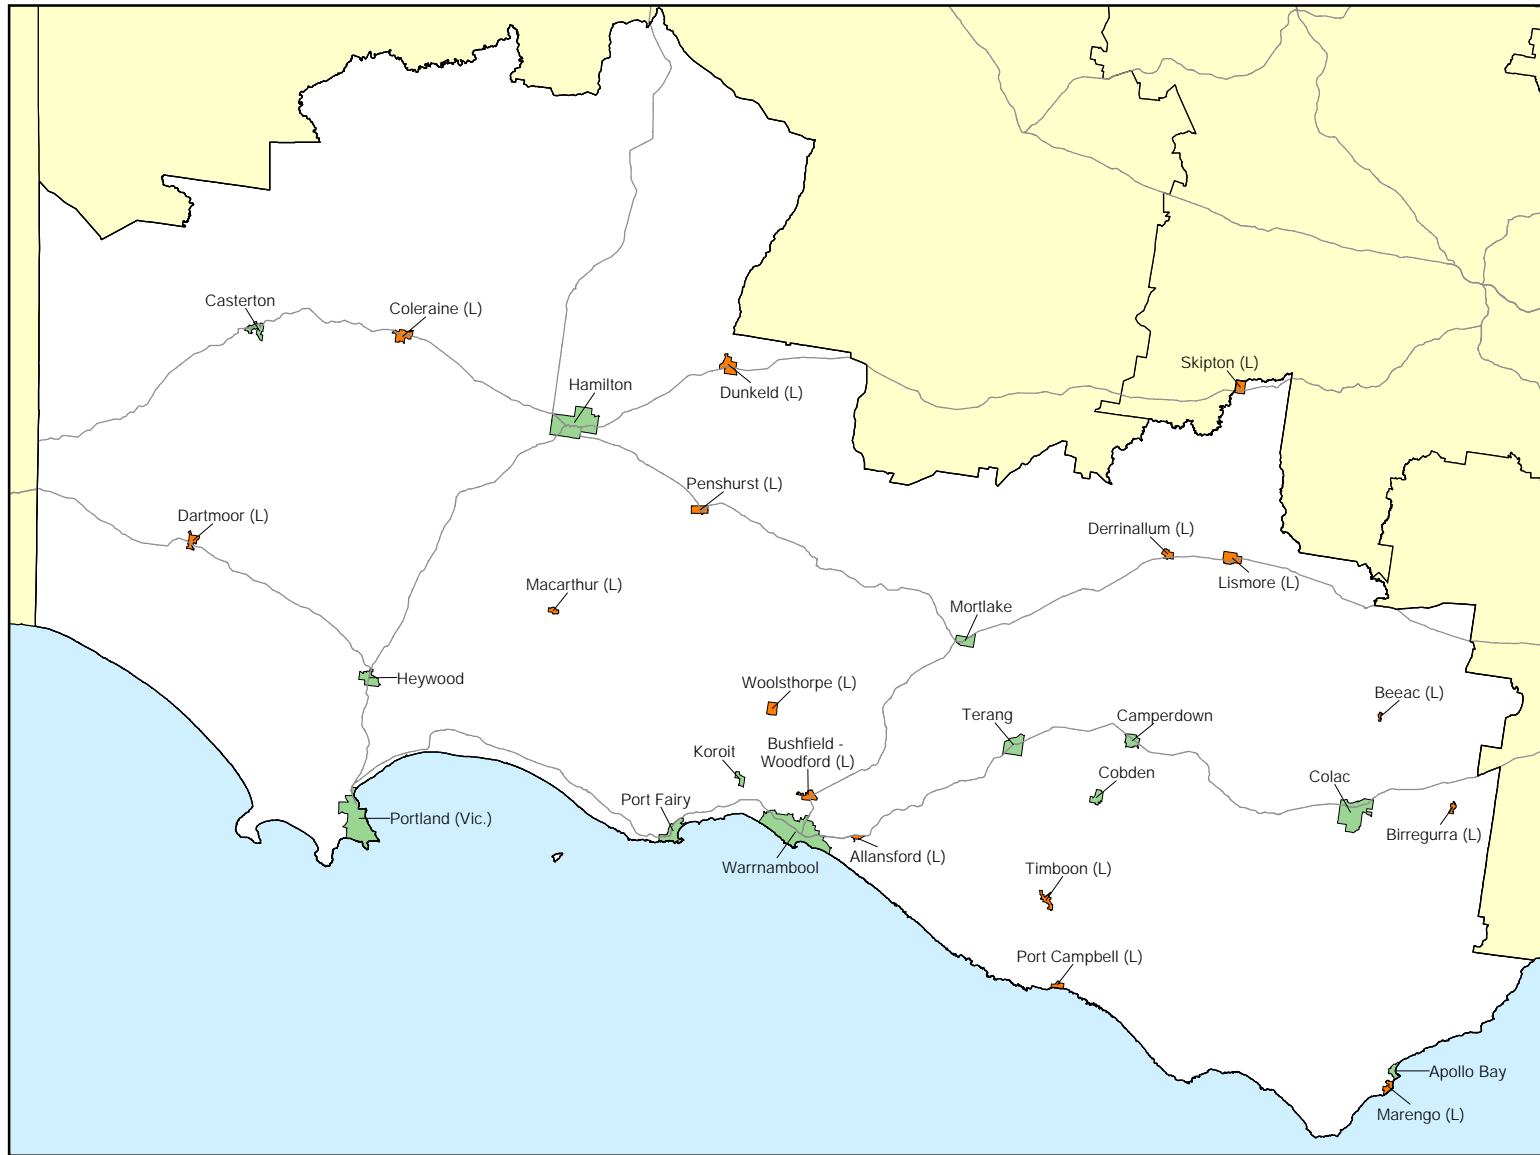 Casterton
Coleraine (L)
Skipton (L)
Hamilton
Dunkeld (L)
Penshurst (L)
Dartmoor (L)
Derrinallum (L)
Macarthur (L)
Lismore (L)
Mortlake
Heywood
Woolsthorpe (L)
Beeac (L)
Terang
Camperdown
Koroit
Bushfield -
Woodford (L)
Cobden
Colac
Port Fairy
Portland (Vic.)
Birregurra (L)
Allansford (L)
Warrnambool
Timboon (L)
Port Campbell (L)
Apollo Bay
Marengo (L)